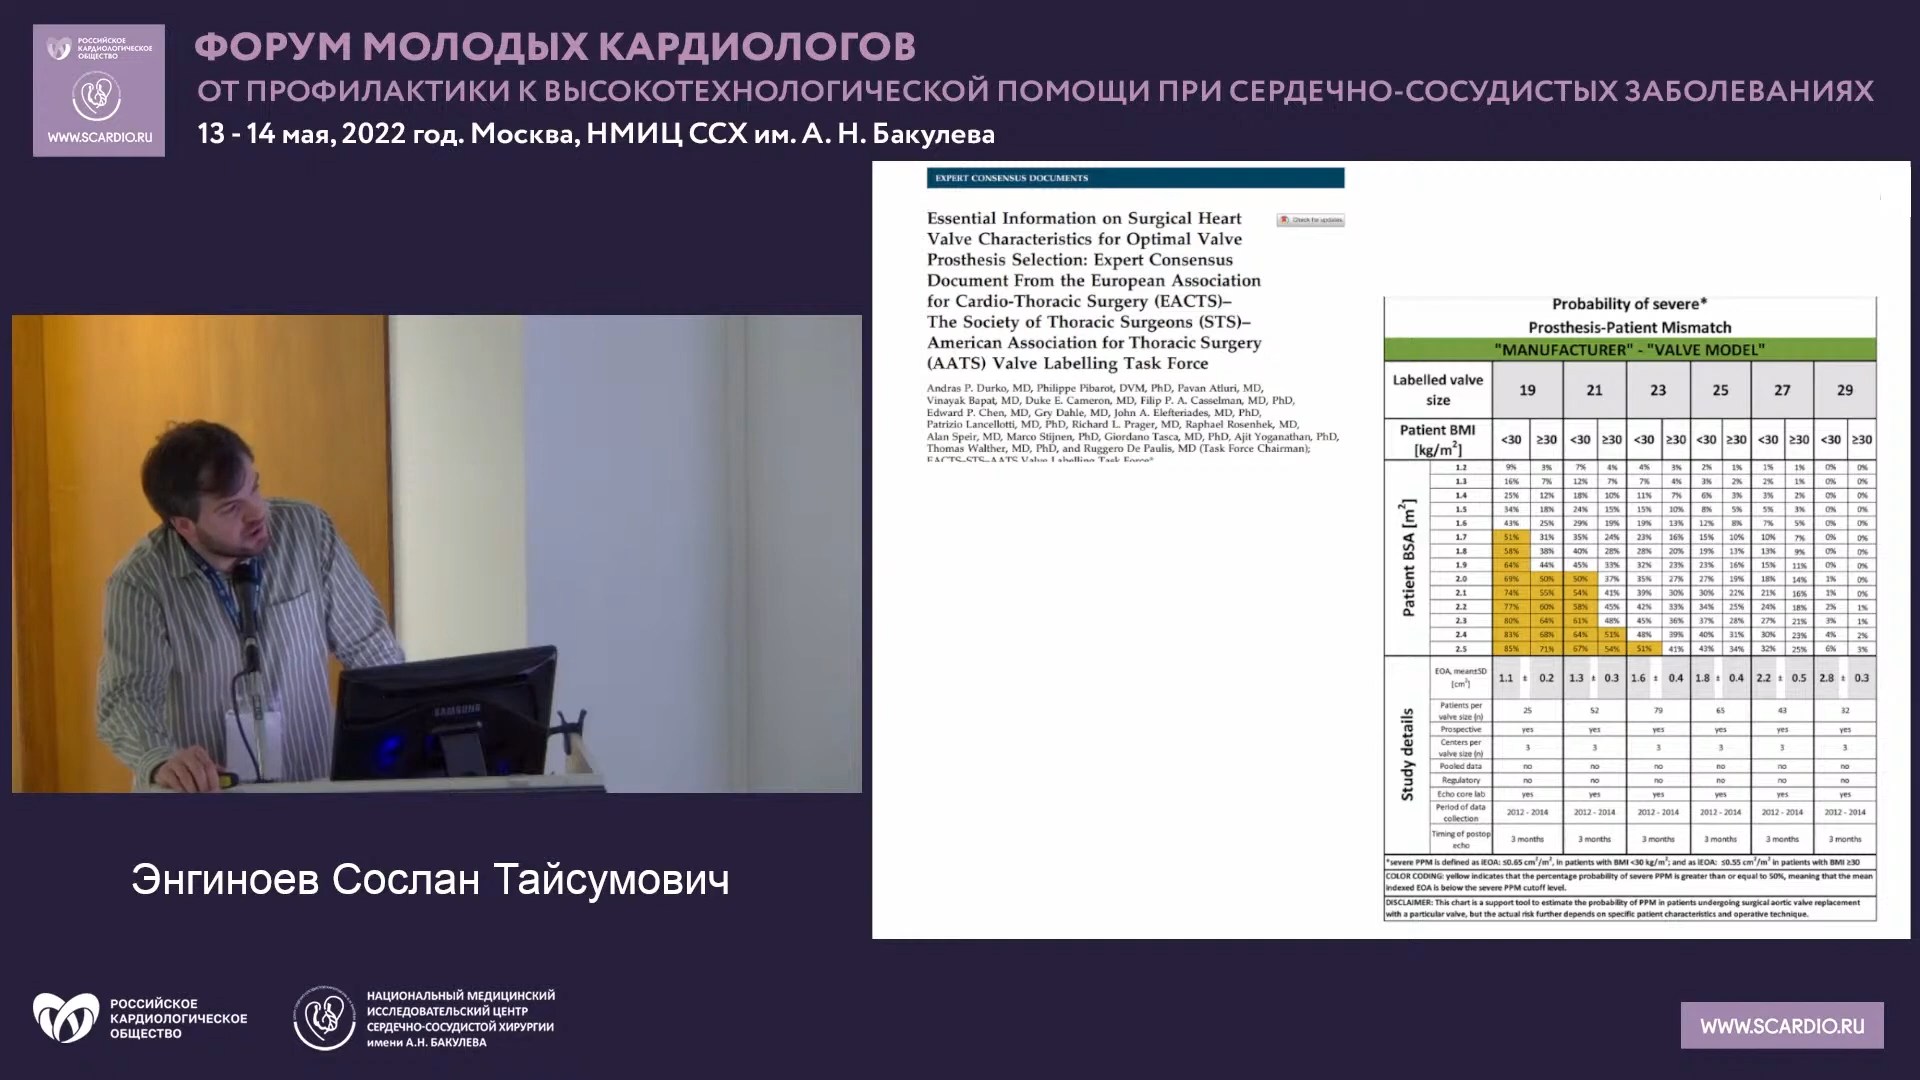 РОССИЙСКОЕ
КАРДИОЛОГИЧЕСКОЕ
ОБЩЕСТВО
WWW.SCARDIO.RU
ФОРУМ МОЛОДЫХ КАРДИОЛОГОВ
ОТ ПРОФИЛАКТИКИ К ВЫСОКОТЕХНОЛОГИЧЕСКОЙ ПОМОЩИ ПРИ СЕРДЕЧНО-СОСУДИСТЫХ ЗАБОЛЕВАНИЯХ
13 - 14 мая, 2022 год. Москва, НМИЦ ССХ им. А. Н. Бакулева
EXPERT CONSENSUS DOCUMENTS
Essential Information on Surgical Heart
Valve Characteristics for Optimal Valve
Prosthesis Selection: Expert Consensus
Document From the European Association
for Cardio-Thoracic Surgery (EACTS)–
The Society of Thoracic Surgeons (STS)–
American Association for Thoracic Surgery
(AATS) Valve Labelling Task Force
Check for updates
Andras P. Durko, MD, Philippe Pibarot, DVM, PhD, Pavan Atluri, MD,
Vinayak Bapat, MD, Duke E. Cameron, MD, Filip P. A. Casselman, MD, PhD,
Edward P. Chen, MD, Gry Dahle, MD, John A. Elefteriades, MD, PhD,
Patrizio Lancellotti, MD, PhD, Richard L. Prager, MD, Raphael Rosenhek, MD,
Alan Speir, MD, Marco Stijnen, PhD, Giordano Tasca, MD, PhD, Ajit Yoganathan, PhD,
Thomas Walther, MD, PhD, and Ruggero De Paulis, MD (Task Force Chairman);
EACTS–STS–AATS Valve Labelling Task Force*
Probability of severe*
Prosthesis-Patient Mismatch
"MANUFACTURER" - "VALVE MODEL"
Labelled valve size 19 21 23 25 27 29
Patient BMI [kg/m²] <30 ≥30 <30 ≥30 <30 ≥30 <30 ≥30 <30 ≥30 <30 ≥30
Patient BSA [m²]
1.2 9% 3% 7% 4% 4% 3% 2% 1% 1% 1% 0% 0%
1.3 16% 7% 12% 7% 7% 4% 3% 2% 2% 1% 0% 0%
1.4 25% 12% 18% 10% 11% 7% 6% 3% 3% 2% 0% 0%
1.5 34% 18% 24% 15% 15% 10% 8% 5% 5% 3% 0% 0%
1.6 43% 25% 29% 19% 19% 13% 12% 8% 7% 5% 0% 0%
1.7 51% 31% 35% 24% 23% 16% 15% 10% 10% 7% 0% 0%
1.8 58% 38% 40% 28% 28% 20% 19% 13% 13% 9% 0% 0%
1.9 64% 44% 45% 33% 32% 23% 23% 16% 15% 11% 0% 0%
2.0 69% 50% 50% 37% 35% 27% 27% 19% 18% 14% 1% 0%
2.1 74% 55% 54% 41% 39% 30% 30% 22% 21% 16% 1% 0%
2.2 77% 60% 58% 45% 42% 33% 34% 25% 24% 18% 2% 1%
2.3 80% 64% 61% 48% 45% 36% 37% 28% 27% 21% 3% 1%
2.4 83% 68% 64% 51% 48% 39% 40% 31% 30% 23% 4% 2%
2.5 85% 71% 67% 54% 51% 41% 43% 34% 32% 25% 6% 3%
Study details
EOA, mean±SD [cm²] 1.1 ± 0.2 1.3 ± 0.3 1.6 ± 0.4 1.8 ± 0.4 2.2 ± 0.5 2.8 ± 0.3
Patients per valve size (n) 25 52 79 65 43 32
Prospective yes yes yes yes yes yes
Centers per valve size (n) 3 3 3 3 3 3
Pooled data no no no no no no
Regulatory no no no no no no
Echo core lab yes yes yes yes yes yes
Period of data collection 2012 - 2014 2012 - 2014 2012 - 2014 2012 - 2014 2012 - 2014 2012 - 2014
Timing of postop echo 3 months 3 months 3 months 3 months 3 months 3 months
*severe PPM is defined as iEOA: ≤0.65 cm²/m², in patients with BMI <30 kg/m²; and as iEOA: ≤0.55 cm²/m² in patients with BMI ≥30
COLOR CODING: yellow indicates that the percentage probability of severe PPM is greater than or equal to 50%, meaning that the mean
indexed EOA is below the severe PPM cutoff level.
DISCLAIMER: This chart is a support tool to estimate the probability of PPM in patients undergoing surgical aortic valve replacement
with a particular valve, but the actual risk further depends on specific patient characteristics and operative technique.
SAMSUNG
Энгиноев Сослан Тайсумович
РОССИЙСКОЕ
КАРДИОЛОГИЧЕСКОЕ
ОБЩЕСТВО
НАЦИОНАЛЬНЫЙ МЕДИЦИНСКИЙ
ИССЛЕДОВАТЕЛЬСКИЙ ЦЕНТР
СЕРДЕЧНО-СОСУДИСТОЙ ХИРУРГИИ
имени А.Н. БАКУЛЕВА
WWW.SCARDIO.RU